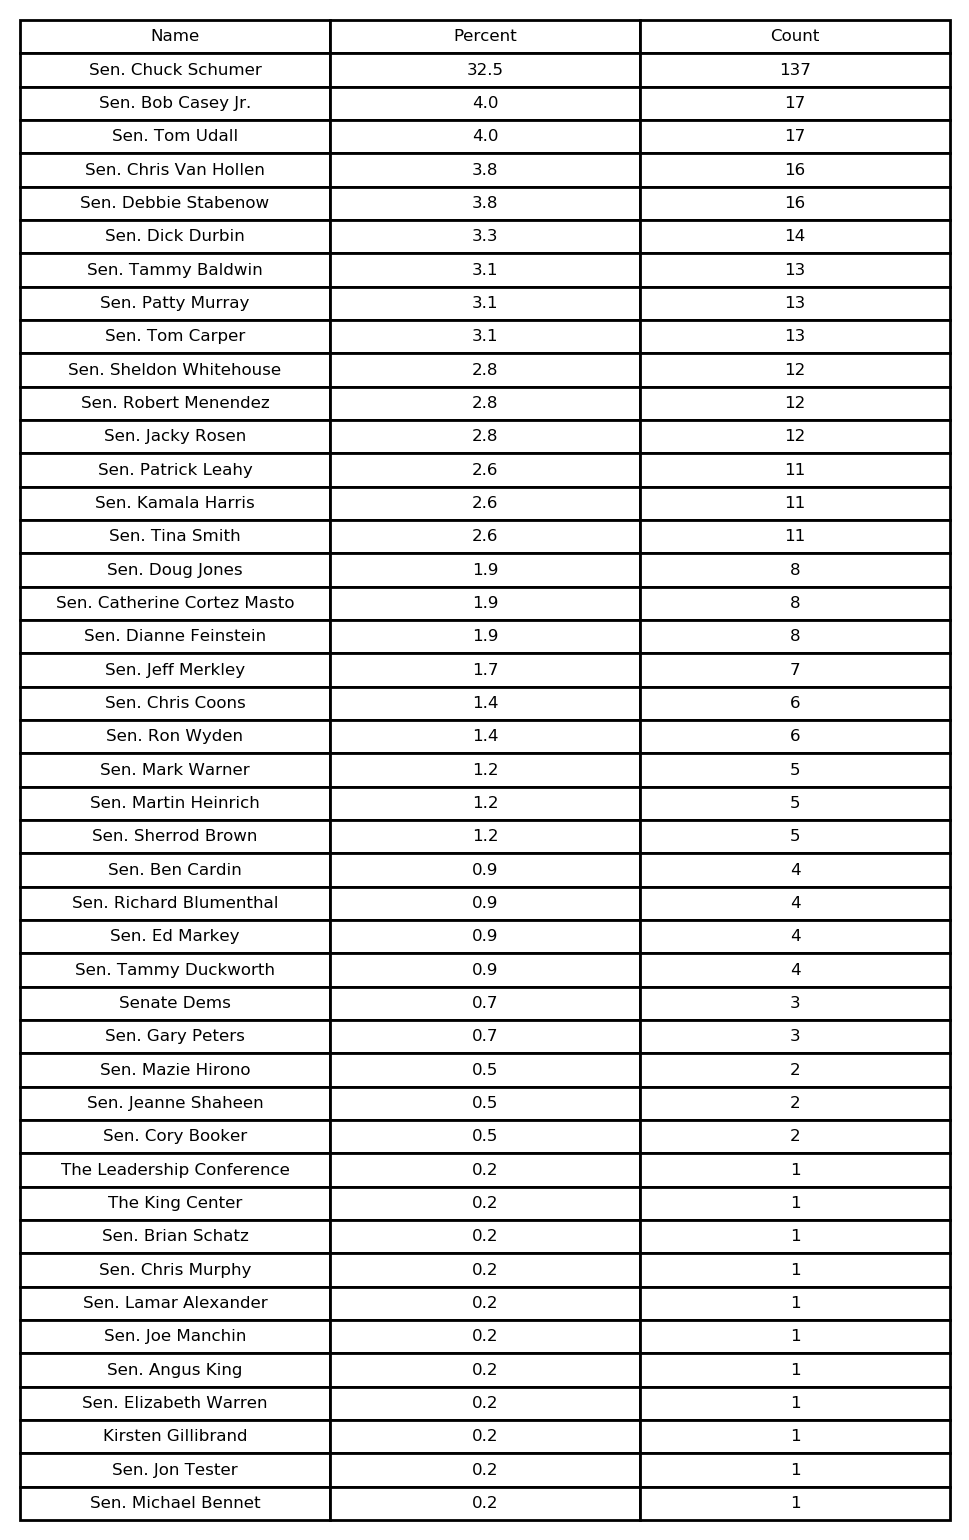 Name Percent Count
Sen. Chuck Schumer 32.5 137
Sen. Bob Casey Jr. 4.0 17
Sen. Tom Udall 4.0 17
Sen. Chris Van Hollen 3.8 16
Sen. Debbie Stabenow 3.8 16
Sen. Dick Durbin 3.3 14
Sen. Tammy Baldwin 3.1 13
Sen. Patty Murray 3.1 13
Sen. Tom Carper 3.1 13
Sen. Sheldon Whitehouse 2.8 12
Sen. Robert Menendez 2.8 12
Sen. Jacky Rosen 2.8 12
Sen. Patrick Leahy 2.6 11
Sen. Kamala Harris 2.6 11
Sen. Tina Smith 2.6 11
Sen. Doug Jones 1.9 8
Sen. Catherine Cortez Masto 1.9 8
Sen. Dianne Feinstein 1.9 8
Sen. Jeff Merkley 1.7 7
Sen. Chris Coons 1.4 6
Sen. Ron Wyden 1.4 6
Sen. Mark Warner 1.2 5
Sen. Martin Heinrich 1.2 5
Sen. Sherrod Brown 1.2 5
Sen. Ben Cardin 0.9 4
Sen. Richard Blumenthal 0.9 4
Sen. Ed Markey 0.9 4
Sen. Tammy Duckworth 0.9 4
Senate Dems 0.7 3
Sen. Gary Peters 0.7 3
Sen. Mazie Hirono 0.5 2
Sen. Jeanne Shaheen 0.5 2
Sen. Cory Booker 0.5 2
The Leadership Conference 0.2 1
The King Center 0.2 1
Sen. Brian Schatz 0.2 1
Sen. Chris Murphy 0.2 1
Sen. Lamar Alexander 0.2 1
Sen. Joe Manchin 0.2 1
Sen. Angus King 0.2 1
Sen. Elizabeth Warren 0.2 1
Kirsten Gillibrand 0.2 1
Sen. Jon Tester 0.2 1
Sen. Michael Bennet 0.2 1